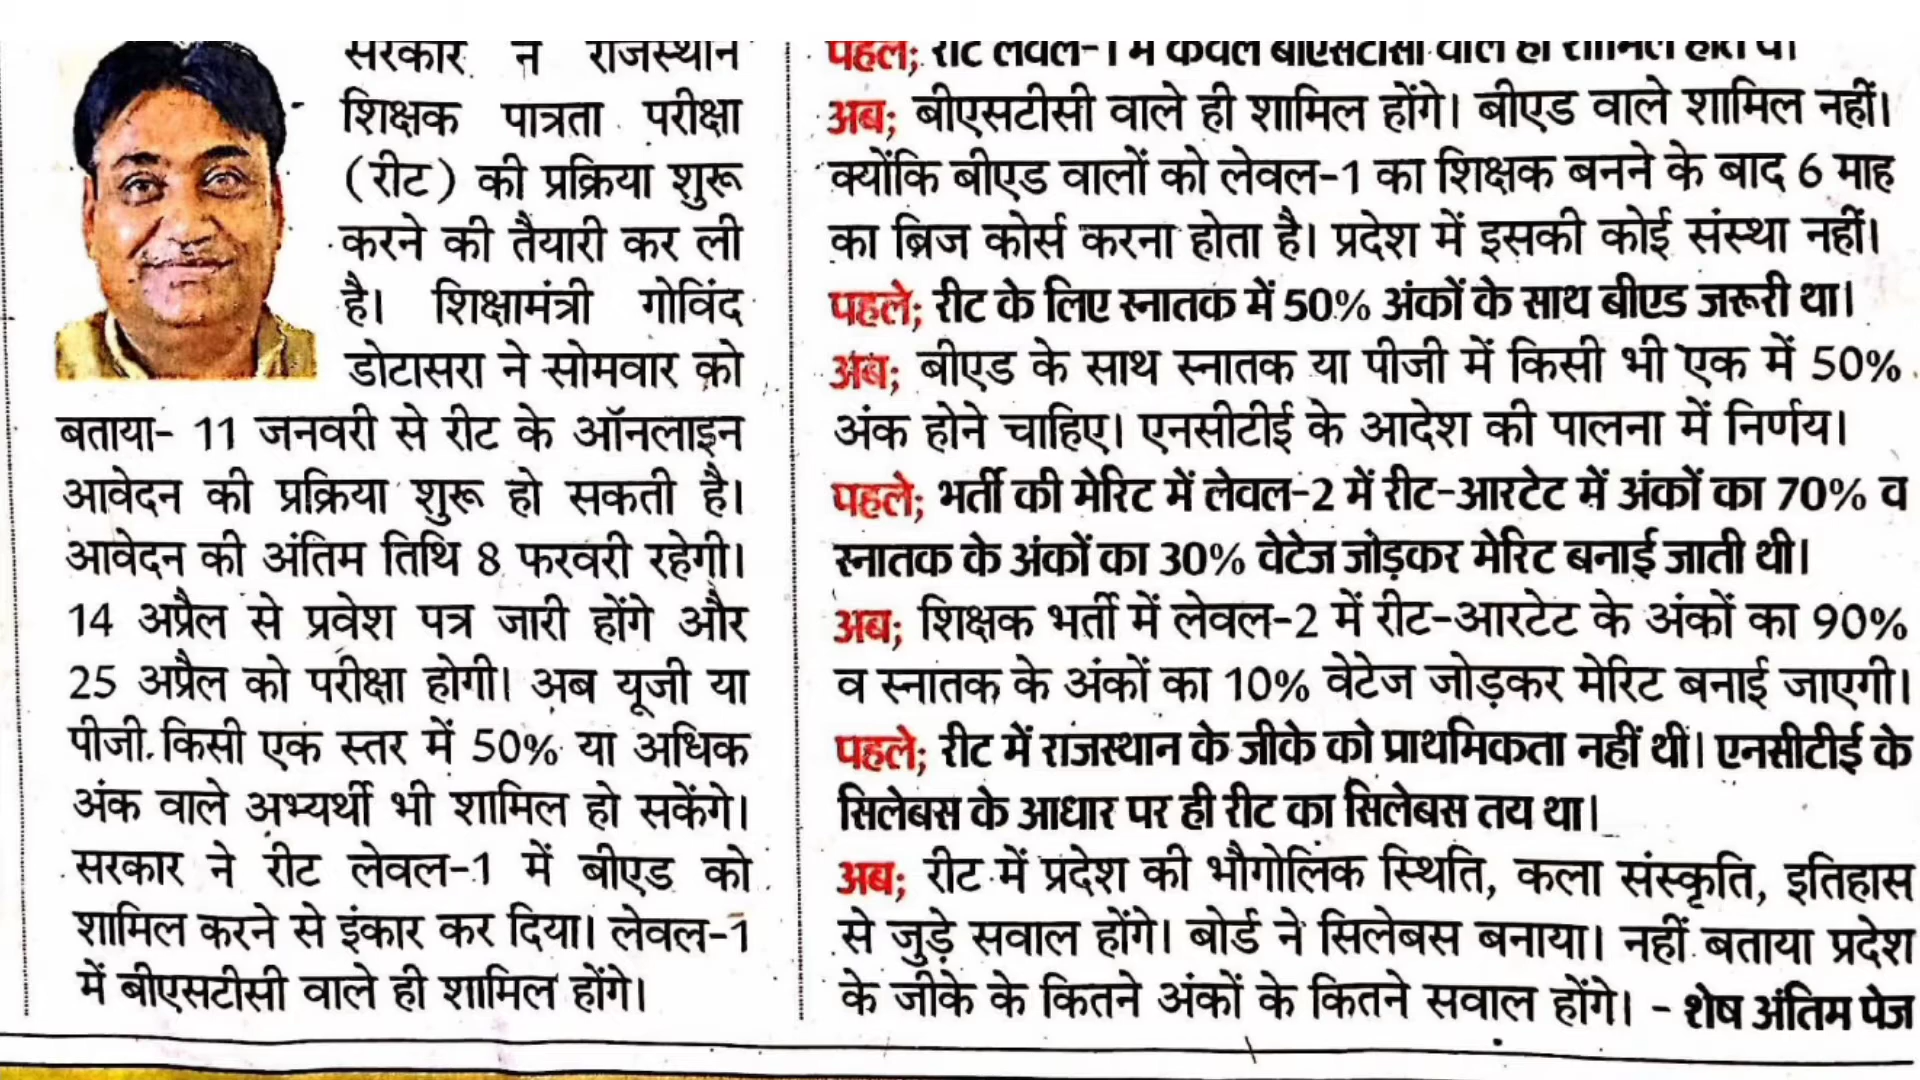 सरकार ने राजस्थान
शिक्षक पात्रता परीक्षा
(रीट) की प्रक्रिया शुरू
करने की तैयारी कर ली
है। शिक्षामंत्री गोविंद
डोटासरा ने सोमवार को
बताया- 11 जनवरी से रीट के ऑनलाइन
आवेदन की प्रक्रिया शुरू हो सकती है।
आवेदन की अंतिम तिथि 8 फरवरी रहेगी।
14 अप्रैल से प्रवेश पत्र जारी होंगे और
25 अप्रैल को परीक्षा होगी। अब यूजी या
पीजी किसी एक स्तर में 50% या अधिक
अंक वाले अभ्यर्थी भी शामिल हो सकेंगे।
सरकार ने रीट लेवल-1 में बीएड को
शामिल करने से इंकार कर दिया। लेवल-1
में बीएसटीसी वाले ही शामिल होंगे।
पहले; रीट लेवल-1 में केवल बीएसटीसी वाले ही शामिल होते थे।
अब; बीएसटीसी वाले ही शामिल होंगे। बीएड वाले शामिल नहीं।
क्योंकि बीएड वालों को लेवल-1 का शिक्षक बनने के बाद 6 माह
का ब्रिज कोर्स करना होता है। प्रदेश में इसकी कोई संस्था नहीं।
पहले; रीट के लिए स्नातक में 50% अंकों के साथ बीएड जरूरी था।
अब; बीएड के साथ स्नातक या पीजी में किसी भी एक में 50%
अंक होने चाहिए। एनसीटीई के आदेश की पालना में निर्णय।
पहले; भर्ती की मेरिट में लेवल-2 में रीट-आरटेट में अंकों का 70% व
स्नातक के अंकों का 30% वेटेज जोड़कर मेरिट बनाई जाती थी।
अब; शिक्षक भर्ती में लेवल-2 में रीट-आरटेट के अंकों का 90%
व स्नातक के अंकों का 10% वेटेज जोड़कर मेरिट बनाई जाएगी।
पहले; रीट में राजस्थान के जीके को प्राथमिकता नहीं थी। एनसीटीई के
सिलेबस के आधार पर ही रीट का सिलेबस तय था।
अब; रीट में प्रदेश की भौगोलिक स्थिति, कला संस्कृति, इतिहास
से जुड़े सवाल होंगे। बोर्ड ने सिलेबस बनाया। नहीं बताया प्रदेश
के जीके के कितने अंकों के कितने सवाल होंगे। - शेष अंतिम पेज